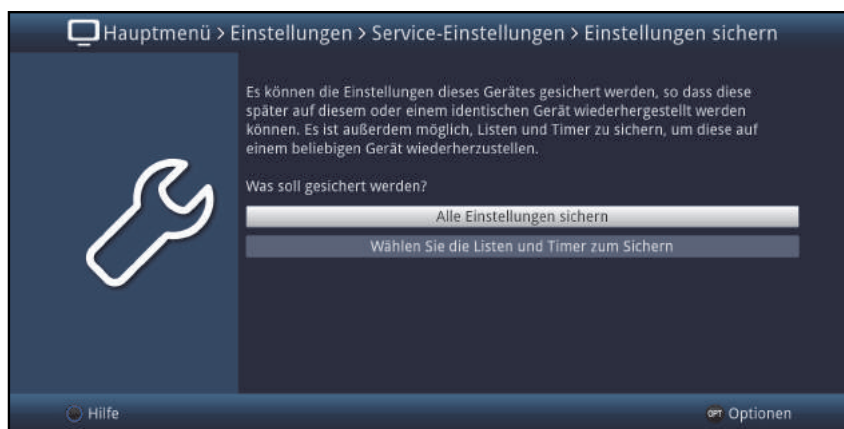 Hauptmenü > Einstellungen > Service-Einstellungen > Einstellungen sichern
Es können die Einstellungen dieses Gerätes gesichert werden, so dass diese
später auf diesem oder einem identischen Gerät wiederhergestellt werden
können. Es ist außerdem möglich, Listen und Timer zu sichern, um diese auf
einem beliebigen Gerät wiederherzustellen.
Was soll gesichert werden?
Alle Einstellungen sichern
Wählen Sie die Listen und Timer zum Sichern
Hilfe
OPT Optionen